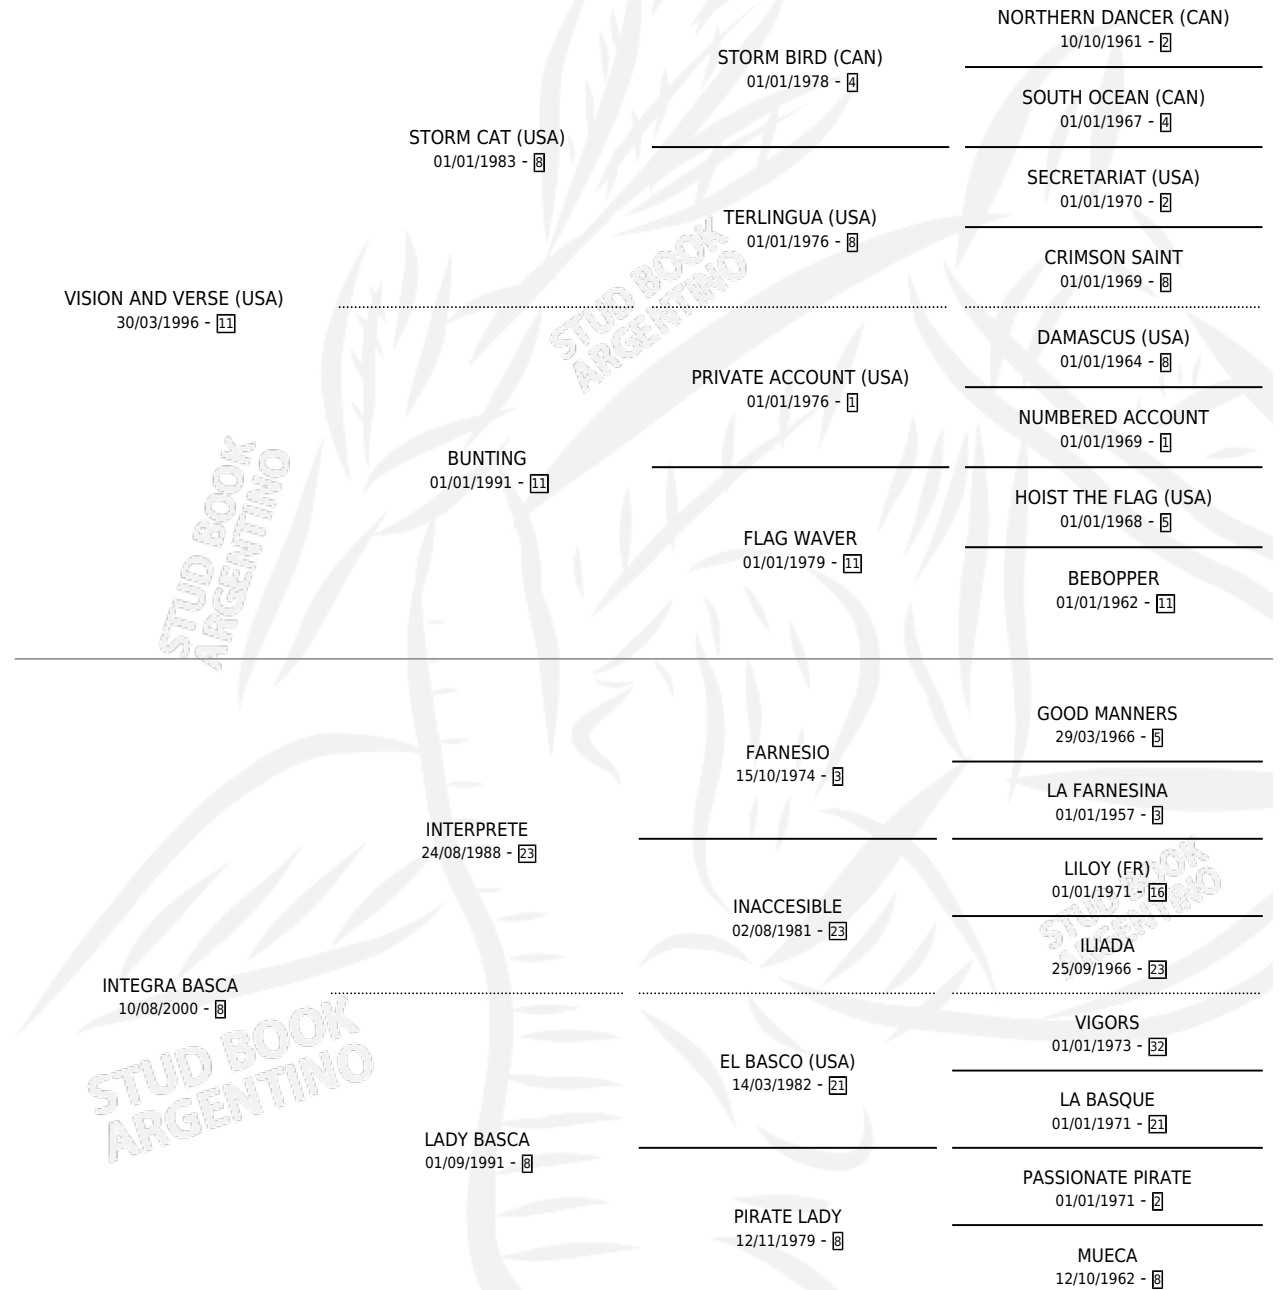 NORTHERN DANCER (CAN)
10/10/1961 - 2
STORM BIRD (CAN)
01/01/1978 - 4
SOUTH OCEAN (CAN)
01/01/1967 - 4
STORM CAT (USA)
01/01/1983 - 8
SECRETARIAT (USA)
01/01/1970 - 2
TERLINGUA (USA)
01/01/1976 - 8
CRIMSON SAINT
01/01/1969 - 8
VISION AND VERSE (USA)
30/03/1996 - 11
DAMASCUS (USA)
01/01/1964 - 8
PRIVATE ACCOUNT (USA)
01/01/1976 - 1
NUMBERED ACCOUNT
01/01/1969 - 1
BUNTING
01/01/1991 - 11
HOIST THE FLAG (USA)
01/01/1968 - 5
FLAG WAVER
01/01/1979 - 11
BEBOPPER
01/01/1962 - 11
STUD BOOK
ARGENTINO
STUD BOOK
ARGENTINO
GOOD MANNERS
29/03/1966 - 5
FARNESIO
15/10/1974 - 3
LA FARNESINA
01/01/1957 - 3
INTERPRETE
24/08/1988 - 23
LILOY (FR)
01/01/1971 - 16
INACCESIBLE
02/08/1981 - 23
ILIADA
25/09/1966 - 23
STUD BOOK
ARGENTINO
INTEGRA BASCA
10/08/2000 - 8
VIGORS
01/01/1973 - 32
EL BASCO (USA)
14/03/1982 - 21
LA BASQUE
01/01/1971 - 21
STUD BOOK
ARGENTINO
LADY BASCA
01/09/1991 - 8
PASSIONATE PIRATE
01/01/1971 - 2
PIRATE LADY
12/11/1979 - 8
MUECA
12/10/1962 - 8